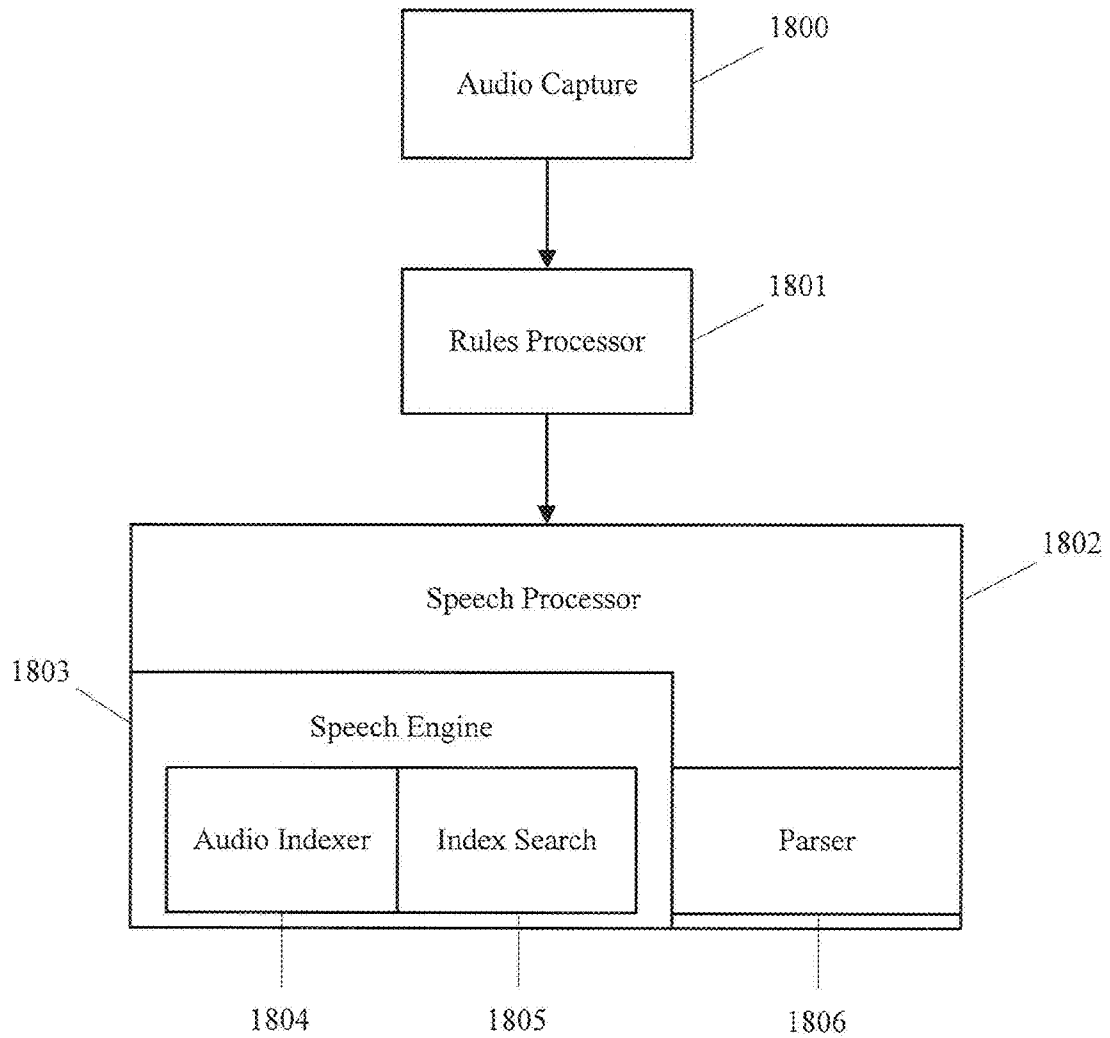 1800
Audio Capture
1801
Rules Processor
1802
Speech Processor
1803
Speech Engine
Audio Indexer
Index Search
Parser
1804
1805
1806